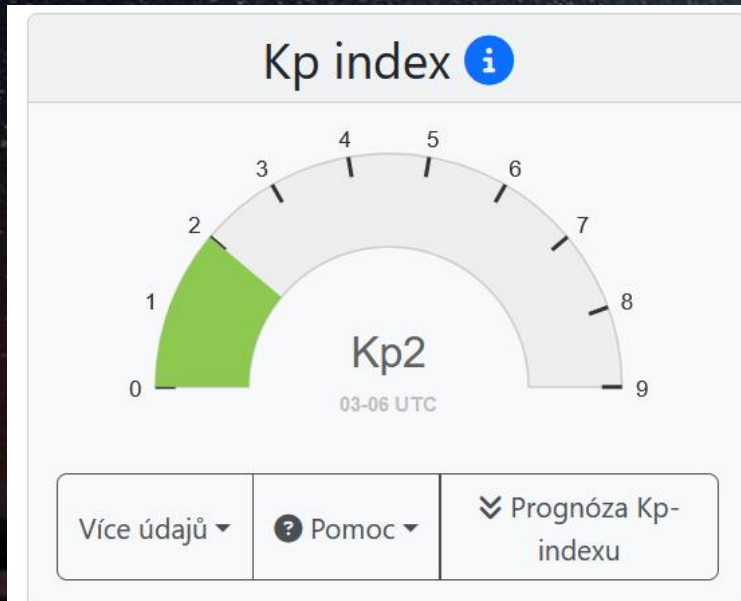 Kp index
0
1
2
3
4
5
6
7
8
9
Kp2
03-06 UTC
Více údajů
Pomoc
Prognóza Kp-
indexu